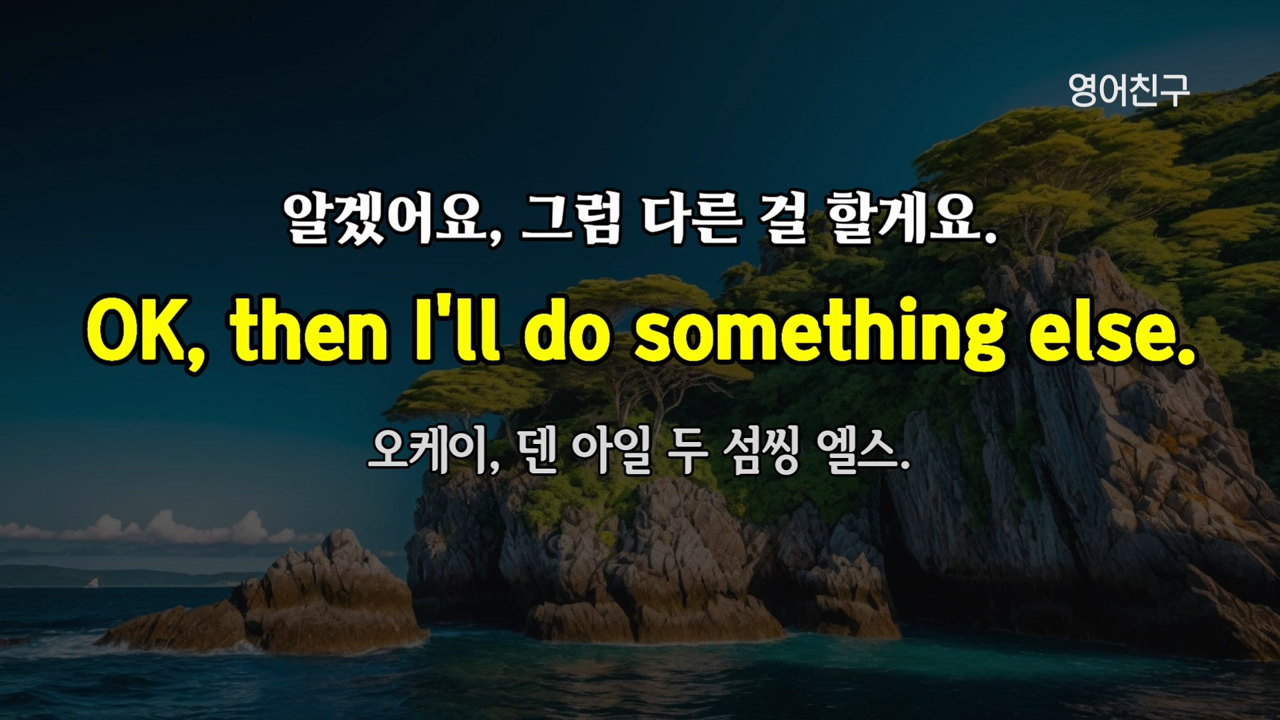 영어친구
알겠어요, 그럼 다른 걸 할게요.
OK, then I'll do something else.
오케이, 덴 아일 두 섬씽 엘스.